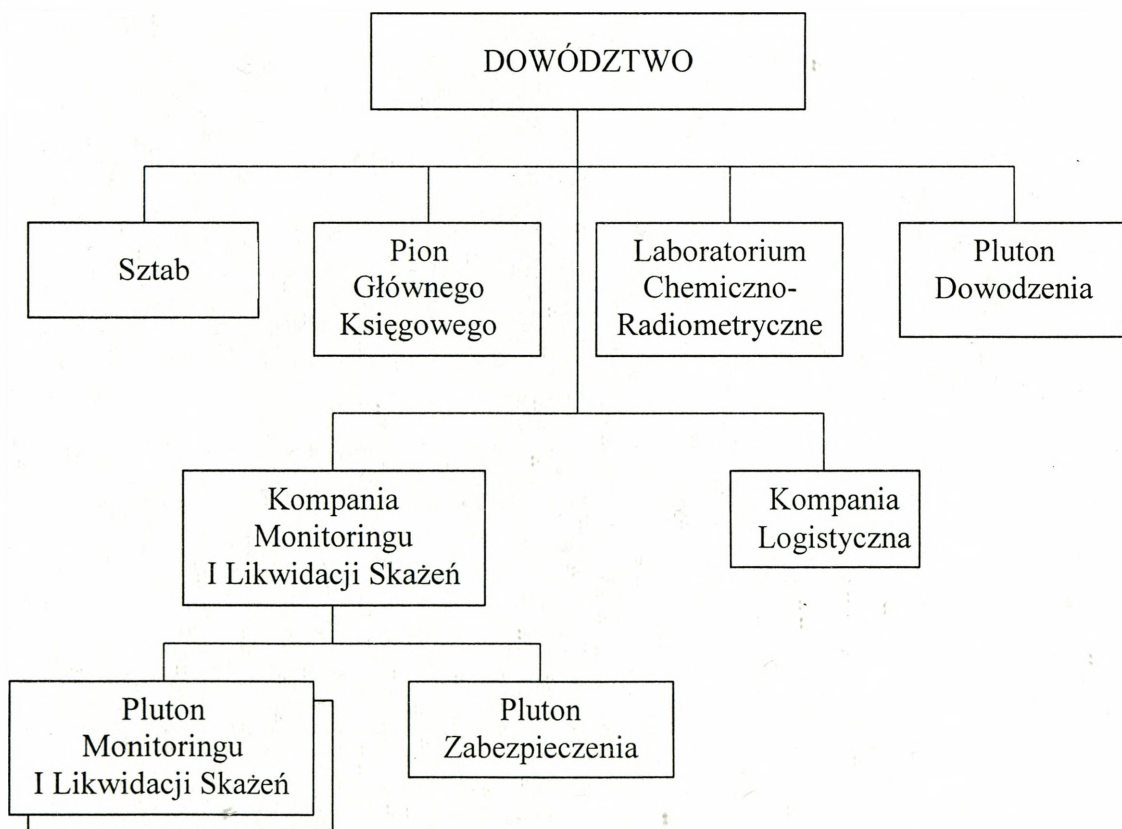 DOWÓDZTWO
Sztab
Pion
Głównego
Księgowego
Laboratorium
Chemiczno-
Radiometryczne
Pluton
Dowodzenia
Kompania
Monitoringu
I Likwidacji Skażeń
Kompania
Logistyczna
Pluton
Monitoringu
I Likwidacji Skażeń
Pluton
Zabezpieczenia